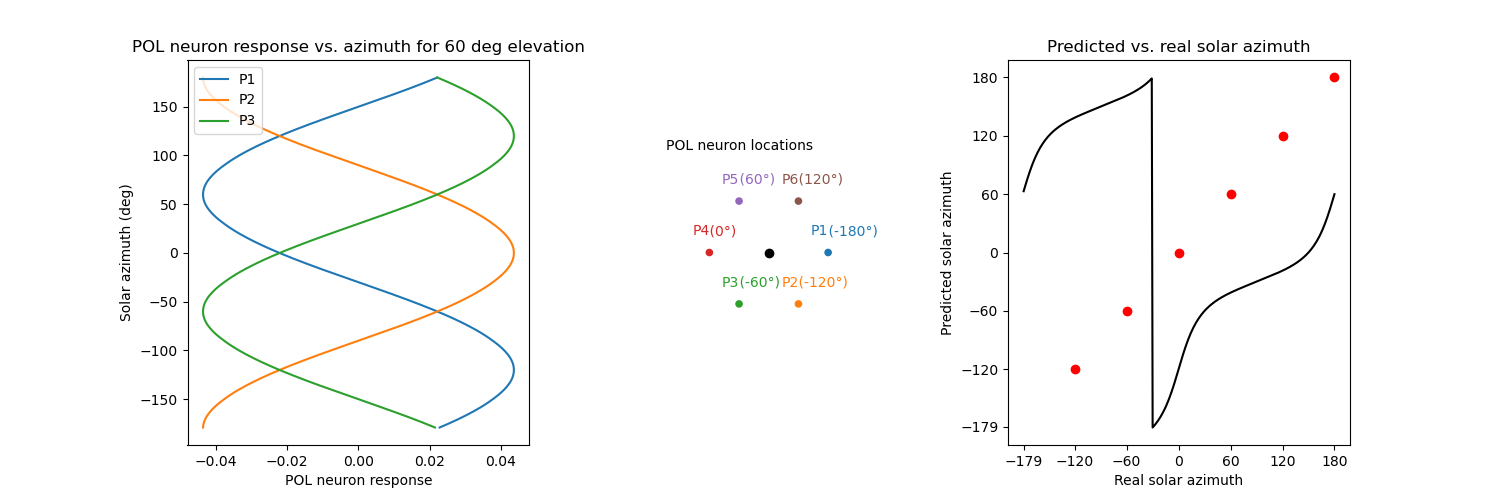 POL neuron response vs. azimuth for 60 deg elevation
P1
P2
P3
150
100
50
0
−50
−100
−150
Solar azimuth (deg)
−0.04 −0.02 0.00 0.02 0.04
POL neuron response
POL neuron locations
P5(60°) P6(120°)
P4(0°) P1(-180°)
P3(-60°) P2(-120°)
Predicted vs. real solar azimuth
180
120
60
0
−60
−120
−179
Predicted solar azimuth
−179 −120 −60 0 60 120 180
Real solar azimuth